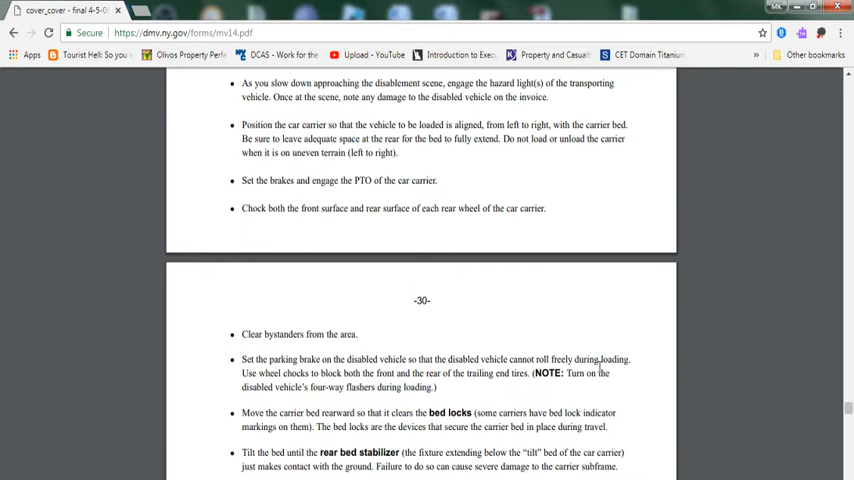 cover_cover - final 4-5-0
MK
Secure
https://dmv.ny.gov/forms/mv14.pdf
Apps
Tourist Hell: So you w
Olivos Property Perfe
DCAS - Work for the
Upload - YouTube
Introduction to Exec
Property and Casualt
CET Domain Titanium
»
Other bookmarks
• As you slow down approaching the disablement scene, engage the hazard light(s) of the transporting
vehicle. Once at the scene, note any damage to the disabled vehicle on the invoice.
• Position the car carrier so that the vehicle to be loaded is aligned, from left to right, with the carrier bed.
Be sure to leave adequate space at the rear for the bed to fully extend. Do not load or unload the carrier
when it is on uneven terrain (left to right).
• Set the brakes and engage the PTO of the car carrier.
• Chock both the front surface and rear surface of each rear wheel of the car carrier.
-30-
• Clear bystanders from the area.
• Set the parking brake on the disabled vehicle so that the disabled vehicle cannot roll freely during loading.
Use wheel chocks to block both the front and the rear of the trailing end tires. (NOTE: Turn on the
disabled vehicle's four-way flashers during loading.)
• Move the carrier bed rearward so that it clears the bed locks (some carriers have bed lock indicator
markings on them). The bed locks are the devices that secure the carrier bed in place during travel.
• Tilt the bed until the rear bed stabilizer (the fixture extending below the “tilt” bed of the car carrier)
just makes contact with the ground. Failure to do so can cause severe damage to the carrier subframe.